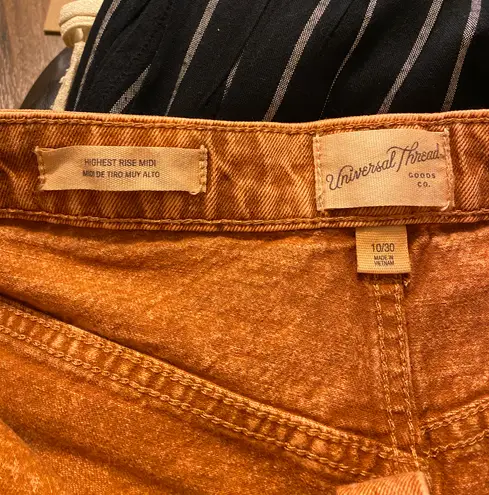 HIGHEST RISE MIDI
MIDI DE TIRO MUY ALTO
Universal Thread
GOODS
CO.
10/30
MADE IN
VIETNAM